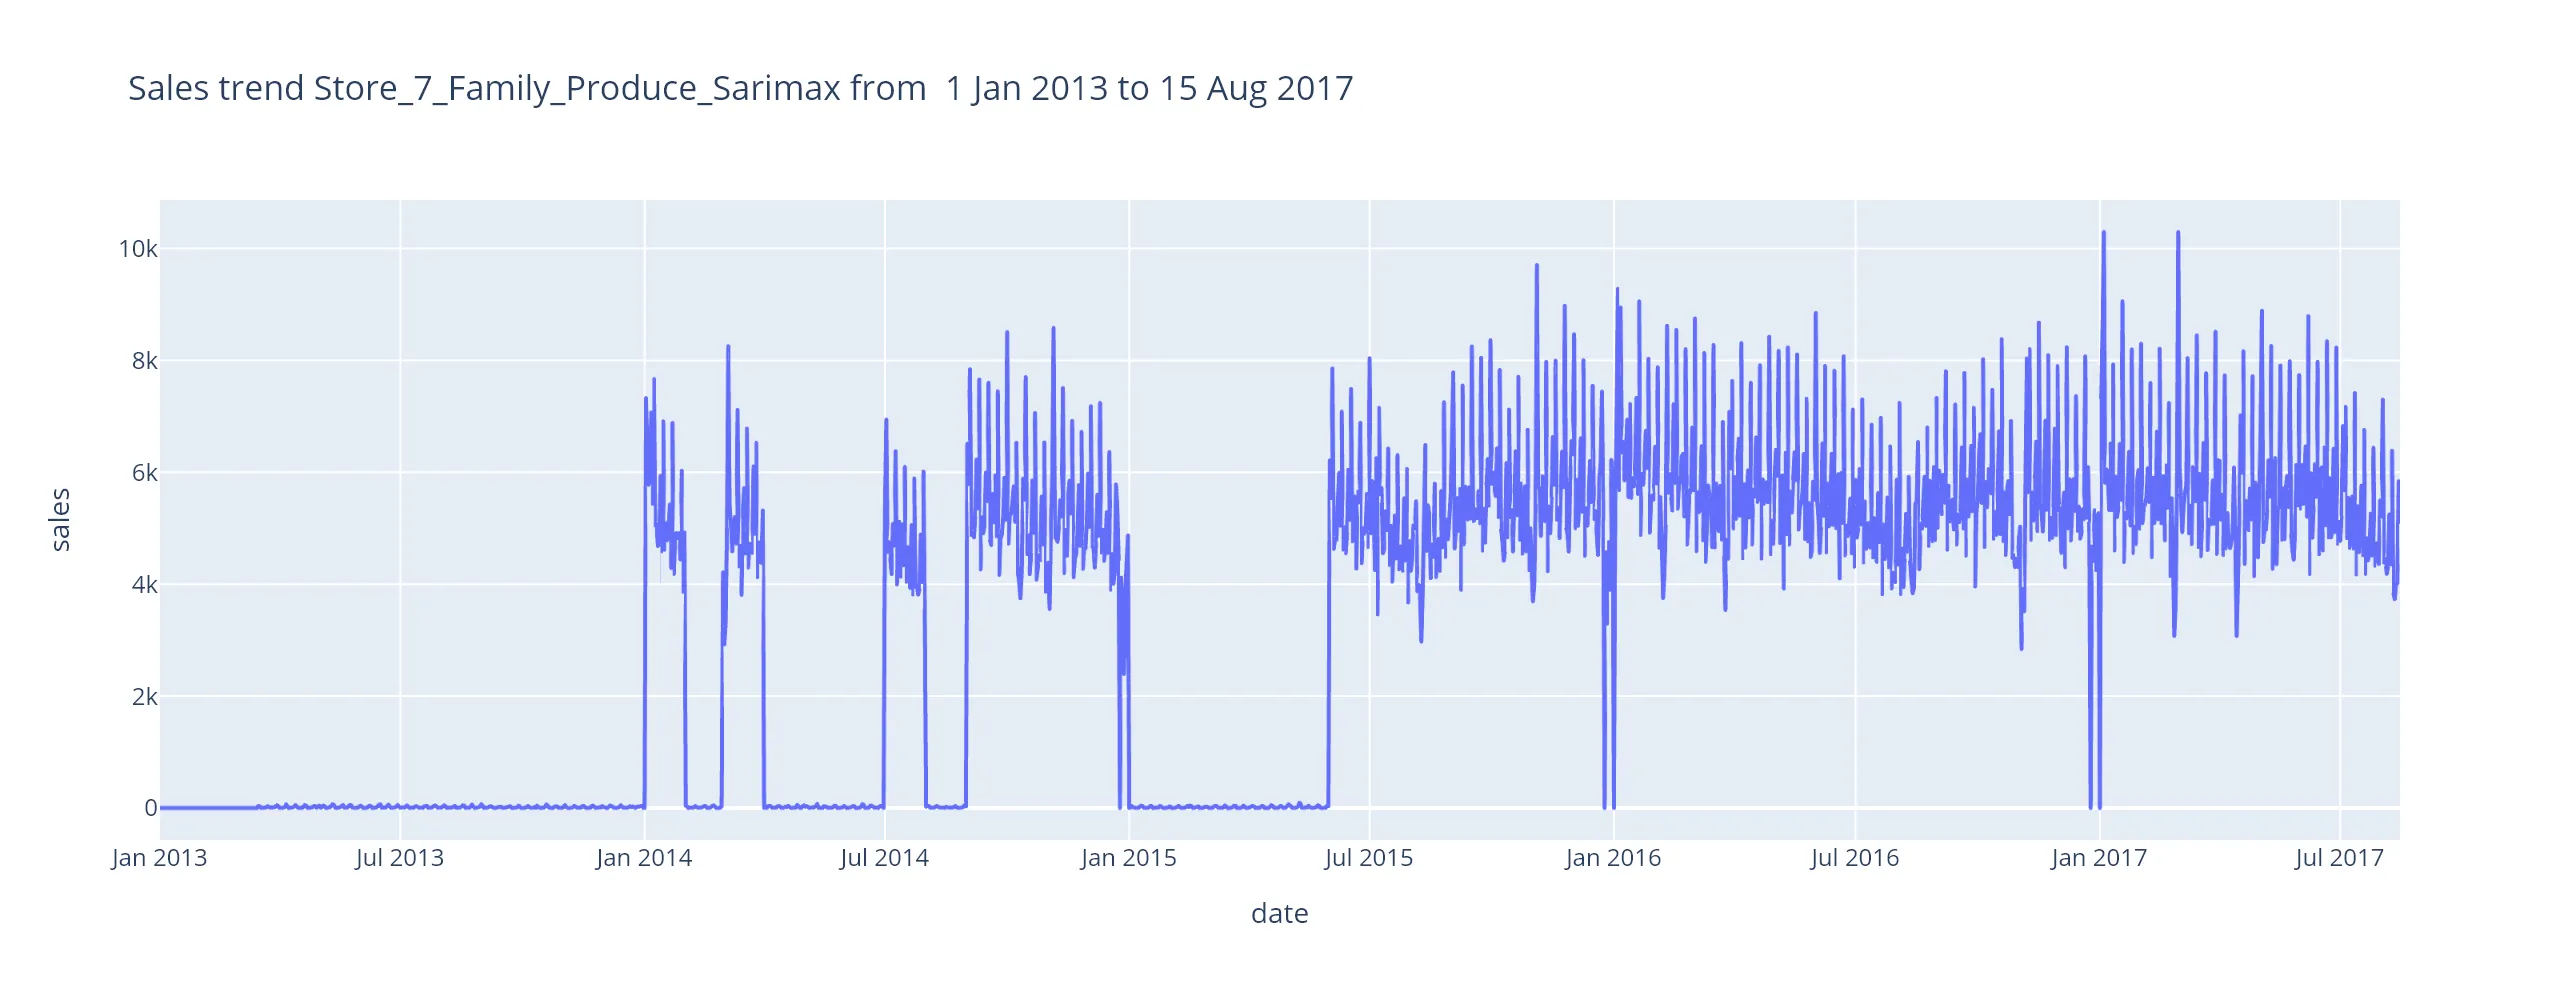 Sales trend Store_7_Family_Produce_Sarimax from  1 Jan 2013 to 15 Aug 2017
10k
8k
6k
4k
2k
0
sales
Jan 2013 Jul 2013 Jan 2014 Jul 2014 Jan 2015 Jul 2015 Jan 2016 Jul 2016 Jan 2017 Jul 2017
date